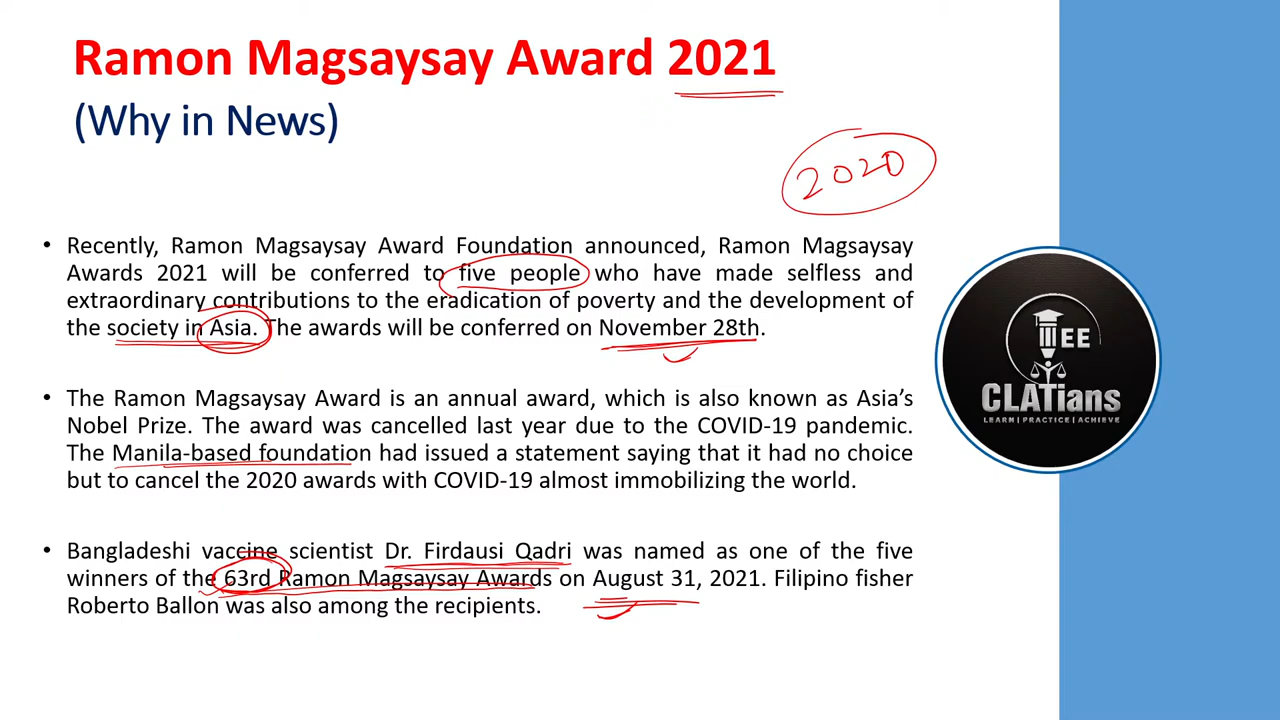 Ramon Magsaysay Award 2021
(Why in News)
2020
• Recently, Ramon Magsaysay Award Foundation announced, Ramon Magsaysay
Awards 2021 will be conferred to five people who have made selfless and
extraordinary contributions to the eradication of poverty and the development of
the society in Asia. The awards will be conferred on November 28th.
• The Ramon Magsaysay Award is an annual award, which is also known as Asia's
Nobel Prize. The award was cancelled last year due to the COVID-19 pandemic.
The Manila-based foundation had issued a statement saying that it had no choice
but to cancel the 2020 awards with COVID-19 almost immobilizing the world.
• Bangladeshi vaccine scientist Dr. Firdausi Qadri was named as one of the five
winners of the 63rd Ramon Magsaysay Awards on August 31, 2021. Filipino fisher
Roberto Ballon was also among the recipients.
EE
CLATians
LEARN | PRACTICE | ACHIEVE